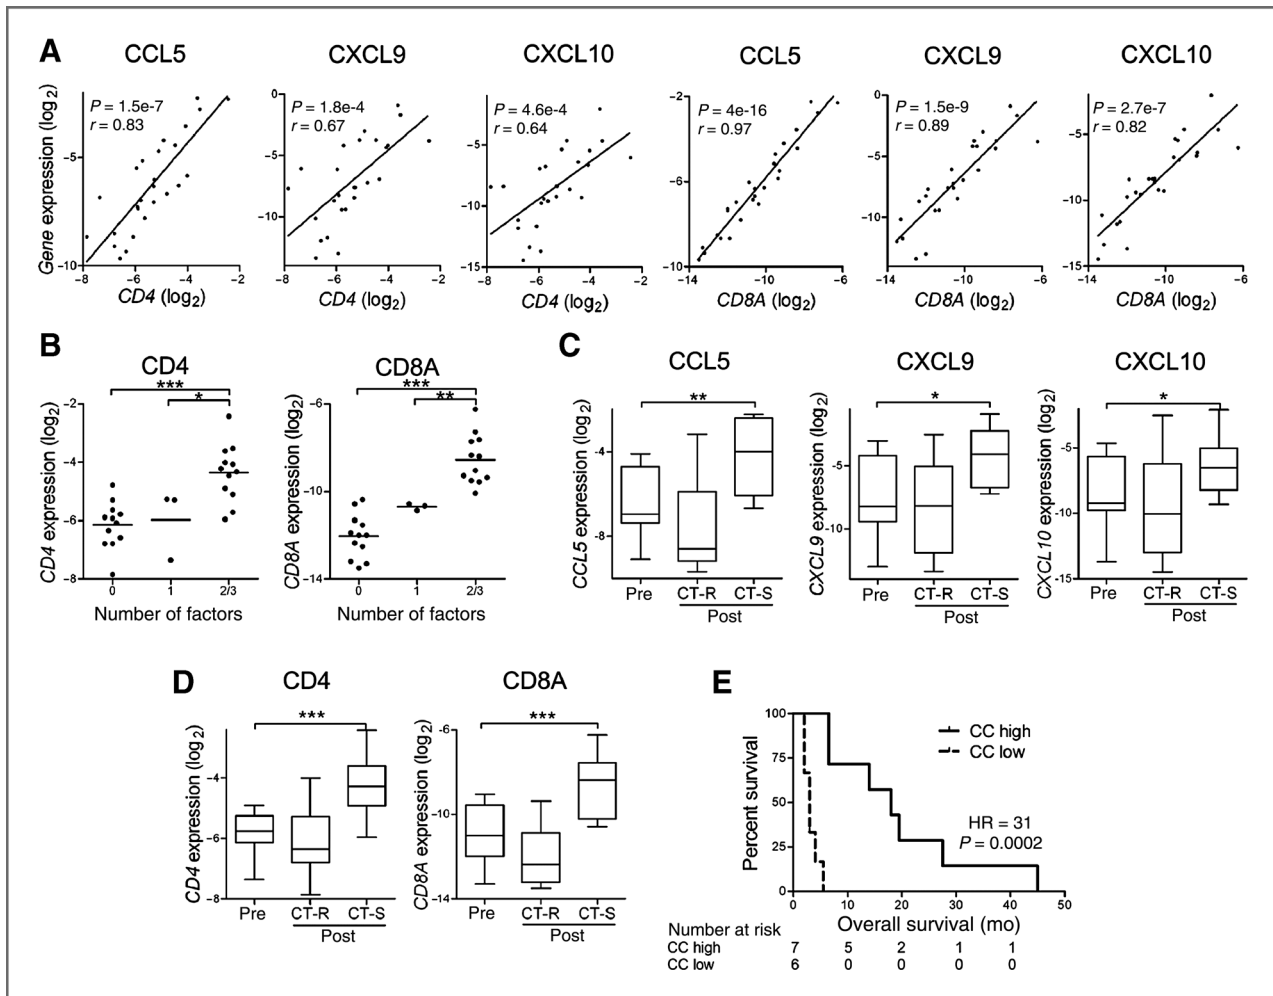 A
CCL5
CXCL9
CXCL10
CCL5
CXCL9
CXCL10
Gene expression (log2)
P = 1.5e-7
r = 0.83
−5
−10
−8 −6 −4 −2
CD4 (log2)
P = 1.8e-4
r = 0.67
0
−5
−10
−8 −6 −4 −2
CD4 (log2)
P = 4.6e-4
r = 0.64
−5
−10
−15
−8 −6 −4 −2
CD4 (log2)
P = 4e-16
r = 0.97
−2
−6
−10
−14 −10 −6
CD8A (log2)
P = 1.5e-9
r = 0.89
0
−5
−10
−14 −10 −6
CD8A (log2)
P = 2.7e-7
r = 0.82
−5
−10
−15
−14 −10 −6
CD8A (log2)
B
CD4
***
*
CD4 expression (log2)
−2
−4
−6
−8
0 1 2/3
Number of factors
CD8A
***
**
CD8A expression (log2)
−6
−10
−14
0 1 2/3
Number of factors
C
CCL5
**
CCL5 expression (log2)
−4
−8
Pre CT-R CT-S
Post
CXCL9
*
CXCL9 expression (log2)
−5
−10
Pre CT-R CT-S
Post
CXCL10
*
CXCL10 expression (log2)
−5
−10
−15
Pre CT-R CT-S
Post
D
CD4
***
CD4 expression (log2)
−4
−6
−8
Pre CT-R CT-S
Post
CD8A
***
CD8A expression (log2)
−6
−10
−14
Pre CT-R CT-S
Post
E
Percent survival
100
75
50
25
0
CC high
CC low
HR = 31
P = 0.0002
0 10 20 30 40 50
Overall survival (mo)
Number at risk
CC high 7 5 2 1 1
CC low 6 0 0 0 0